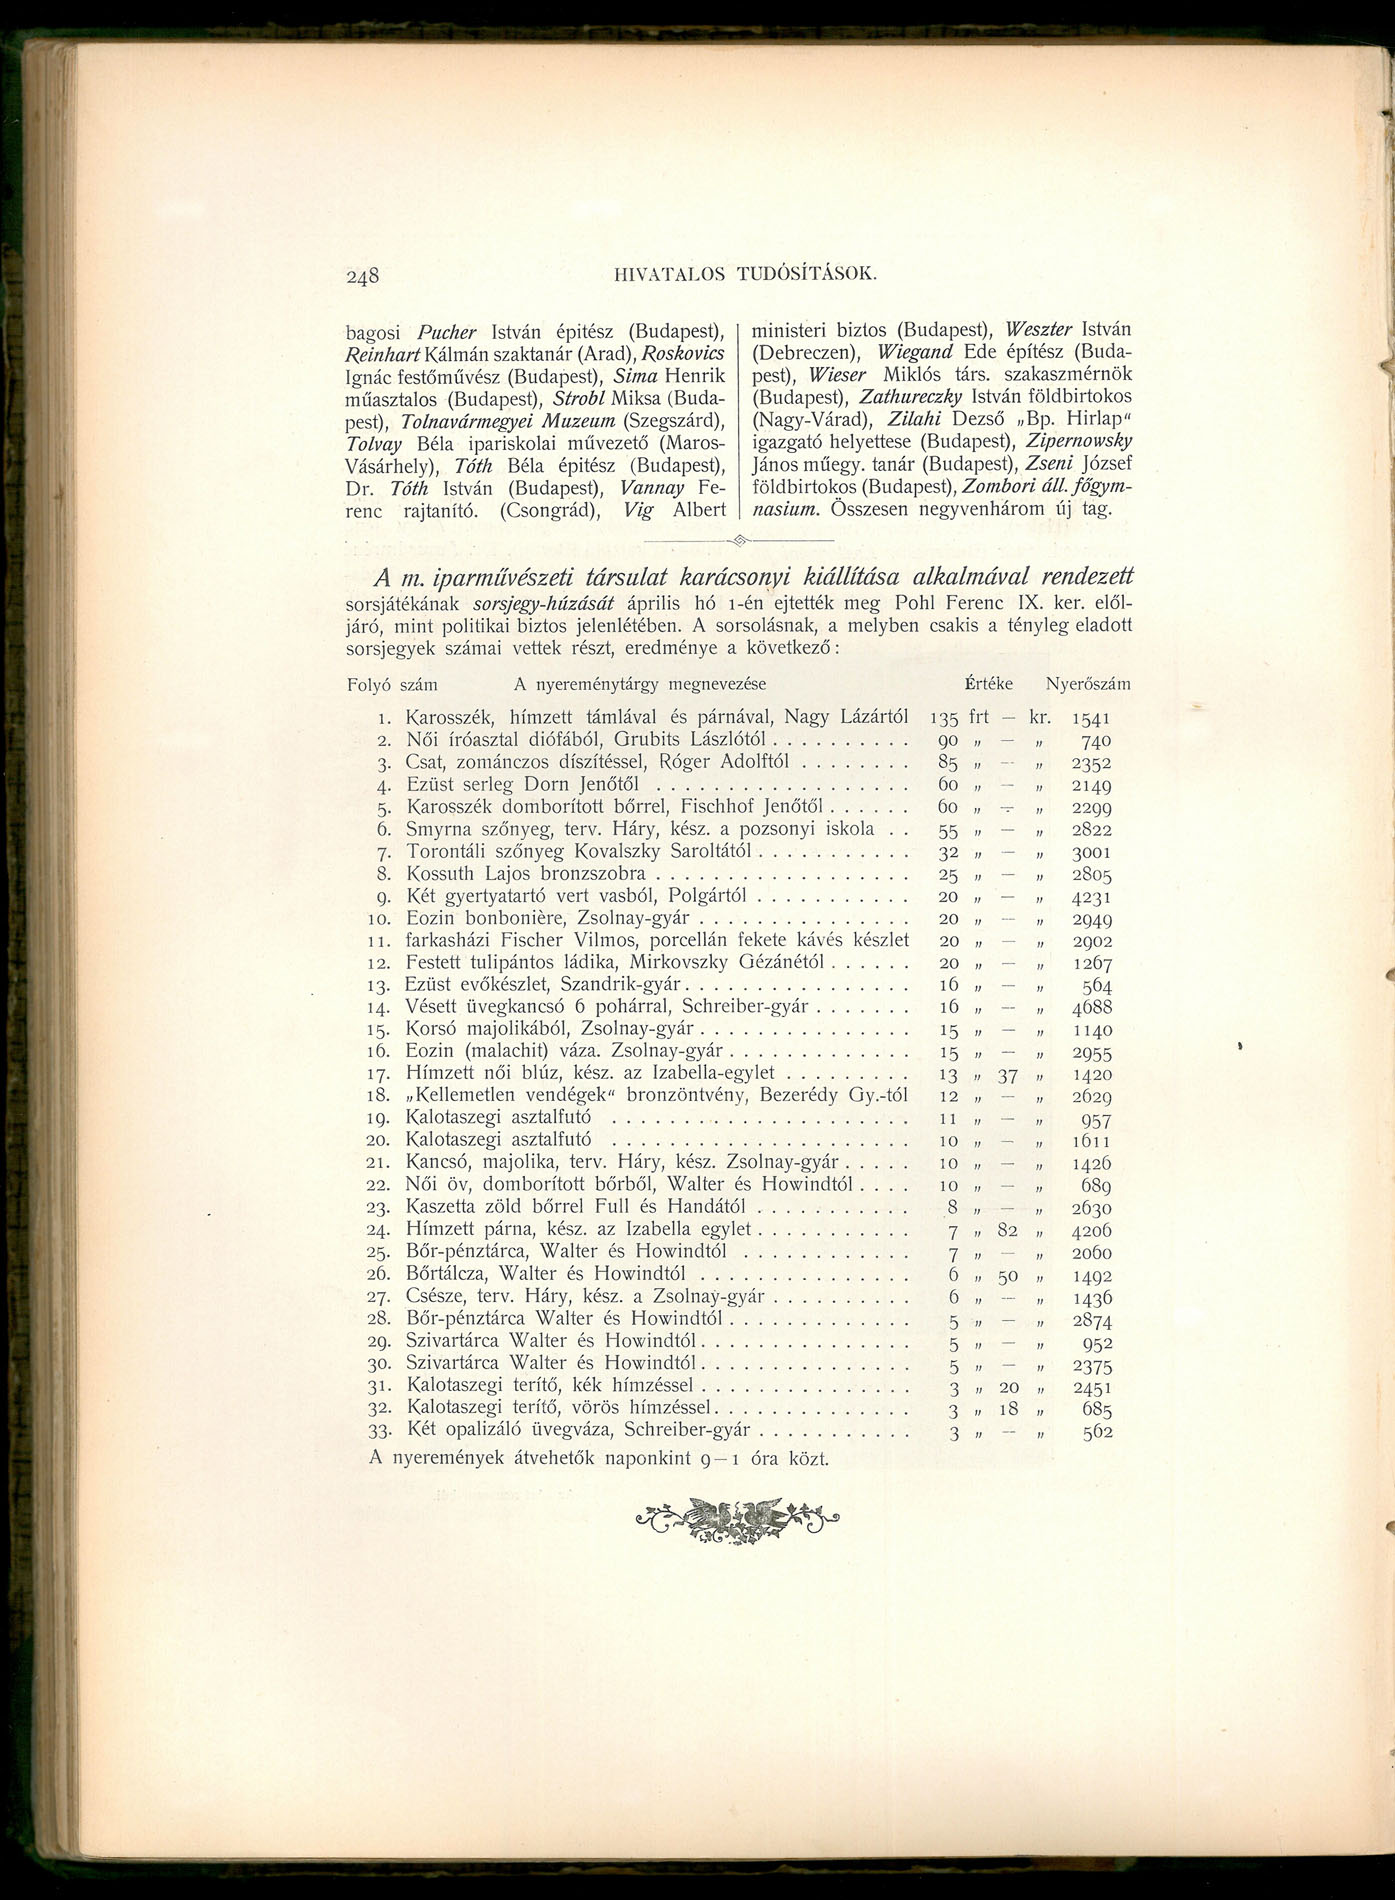 248
HIVATALOS TUDÓSÍTÁSOK.
bagosi Pucher István épitész (Budapest),
Reinhart Kálmán szaktanár (Arad), Roskovics
Ignác festőművész (Budapest), Sima Henrik
műasztalos (Budapest), Strobl Miksa (Buda-
pest), Tolnavármegyei Muzeum (Szegszárd),
Tolvay Béla ipariskolai művezető (Maros-
Vásárhely), Tóth Béla épitész (Budapest),
Dr. Tóth István (Budapest), Vannay Fe-
renc rajtanító. (Csongrád), Vig Albert
ministeri biztos (Budapest), Weszter István
(Debreczen), Wiegand Ede építész (Buda-
pest), Wieser Miklós társ. szakaszmérnök
(Budapest), Zathureczky István földbirtokos
(Nagy-Várad), Zilahi Dezső „Bp. Hirlap"
igazgató helyettese (Budapest), Zipernowsky
János műegy. tanár (Budapest), Zseni József
földbirtokos (Budapest), Zombori áll. főgym-
nasium. Összesen negyvenhárom új tag.
A m. iparművészeti társulat karácsonyi kiállítása alkalmával rendezett
sorsjátékának sorsjegy-húzását április hó 1-én ejtették meg Pohl Ferenc IX. ker. elől-
járó, mint politikai biztos jelenlétében. A sorsolásnak, a melyben csakis a tényleg eladott
sorsjegyek számai vettek részt, eredménye a következő:
Folyó szám A nyereménytárgy megnevezése Értéke Nyerőszám
1. Karosszék, hímzett támlával és párnával, Nagy Lázártól 135 frt — kr. 1541
2. Női íróasztal diófából, Grubits Lászlótól . . . . . . . . . . 90 „ — „ 740
3. Csat, zománczos díszítéssel, Róger Adolftól . . . . . . . . 85 „ — „ 2352
4. Ezüst serleg Dorn Jenőtől . . . . . . . . . . . . . . . . . 60 „ — „ 2149
5. Karosszék domborított bőrrel, Fischhof Jenőtől . . . . . . 60 „ — „ 2299
6. Smyrna szőnyeg, terv. Háry, kész. a pozsonyi iskola . . 55 „ — „ 2822
7. Torontáli szőnyeg Kovalszky Saroltától . . . . . . . . . . . 32 „ — „ 3001
8. Kossuth Lajos bronzszobra . . . . . . . . . . . . . . . . . 25 „ — „ 2805
9. Két gyertyatartó vert vasból, Polgártól . . . . . . . . . . . 20 „ — „ 4231
10. Eozin bonbonière, Zsolnay-gyár . . . . . . . . . . . . . . . 20 „ — „ 2949
11. farkasházi Fischer Vilmos, porcellán fekete kávés készlet 20 „ — „ 2902
12. Festett tulipántos ládika, Mirkovszky Gézánétól . . . . . . 20 „ — „ 1267
13. Ezüst evőkészlet, Szandrik-gyár . . . . . . . . . . . . . . . . 16 „ — „ 564
14. Vésett üvegkancsó 6 pohárral, Schreiber-gyár . . . . . . . 16 „ — „ 4688
15. Korsó majolikából, Zsolnay-gyár . . . . . . . . . . . . . . . 15 „ — „ 1140
16. Eozin (malachit) váza. Zsolnay-gyár . . . . . . . . . . . . . 15 „ — „ 2955
17. Hímzett női blúz, kész. az Izabella-egylet . . . . . . . . . 13 „ 37 „ 1420
18. „Kellemetlen vendégek" bronzöntvény, Bezerédy Gy.-tól 12 „ — „ 2629
19. Kalotaszegi asztalfutó . . . . . . . . . . . . . . . . . . . . 11 „ — „ 957
20. Kalotaszegi asztalfutó . . . . . . . . . . . . . . . . . . . . 10 „ — „ 1611
21. Kancsó, majolika, terv. Háry, kész. Zsolnay-gyár . . . . . 10 „ — „ 1426
22. Női öv, domborított bőrből, Walter és Howindtól . . . . 10 „ — „ 689
23. Kaszetta zöld bőrrel Full és Handától . . . . . . . . . . . 8 „ — „ 2630
24. Hímzett párna, kész. az Izabella egylet . . . . . . . . . . . 7 „ 82 „ 4206
25. Bőr-pénztárca, Walter és Howindtól . . . . . . . . . . . . 7 „ — „ 2060
26. Bőrtálcza, Walter és Howindtól . . . . . . . . . . . . . . . 6 „ 50 „ 1492
27. Csésze, terv. Háry, kész. a Zsolnay-gyár . . . . . . . . . . 6 „ — „ 1436
28. Bőr-pénztárca Walter és Howindtól . . . . . . . . . . . . . 5 „ — „ 2874
29. Szivartárca Walter és Howindtól . . . . . . . . . . . . . . . 5 „ — „ 952
30. Szivartárca Walter és Howindtól . . . . . . . . . . . . . . . 5 „ — „ 2375
31. Kalotaszegi terítő, kék hímzéssel . . . . . . . . . . . . . . . 3 „ 20 „ 2451
32. Kalotaszegi terítő, vörös hímzéssel . . . . . . . . . . . . . . 3 „ 18 „ 685
33. Két opalizáló üvegváza, Schreiber-gyár . . . . . . . . . . . 3 „ — „ 562
A nyeremények átvehetők naponkint 9—1 óra közt.